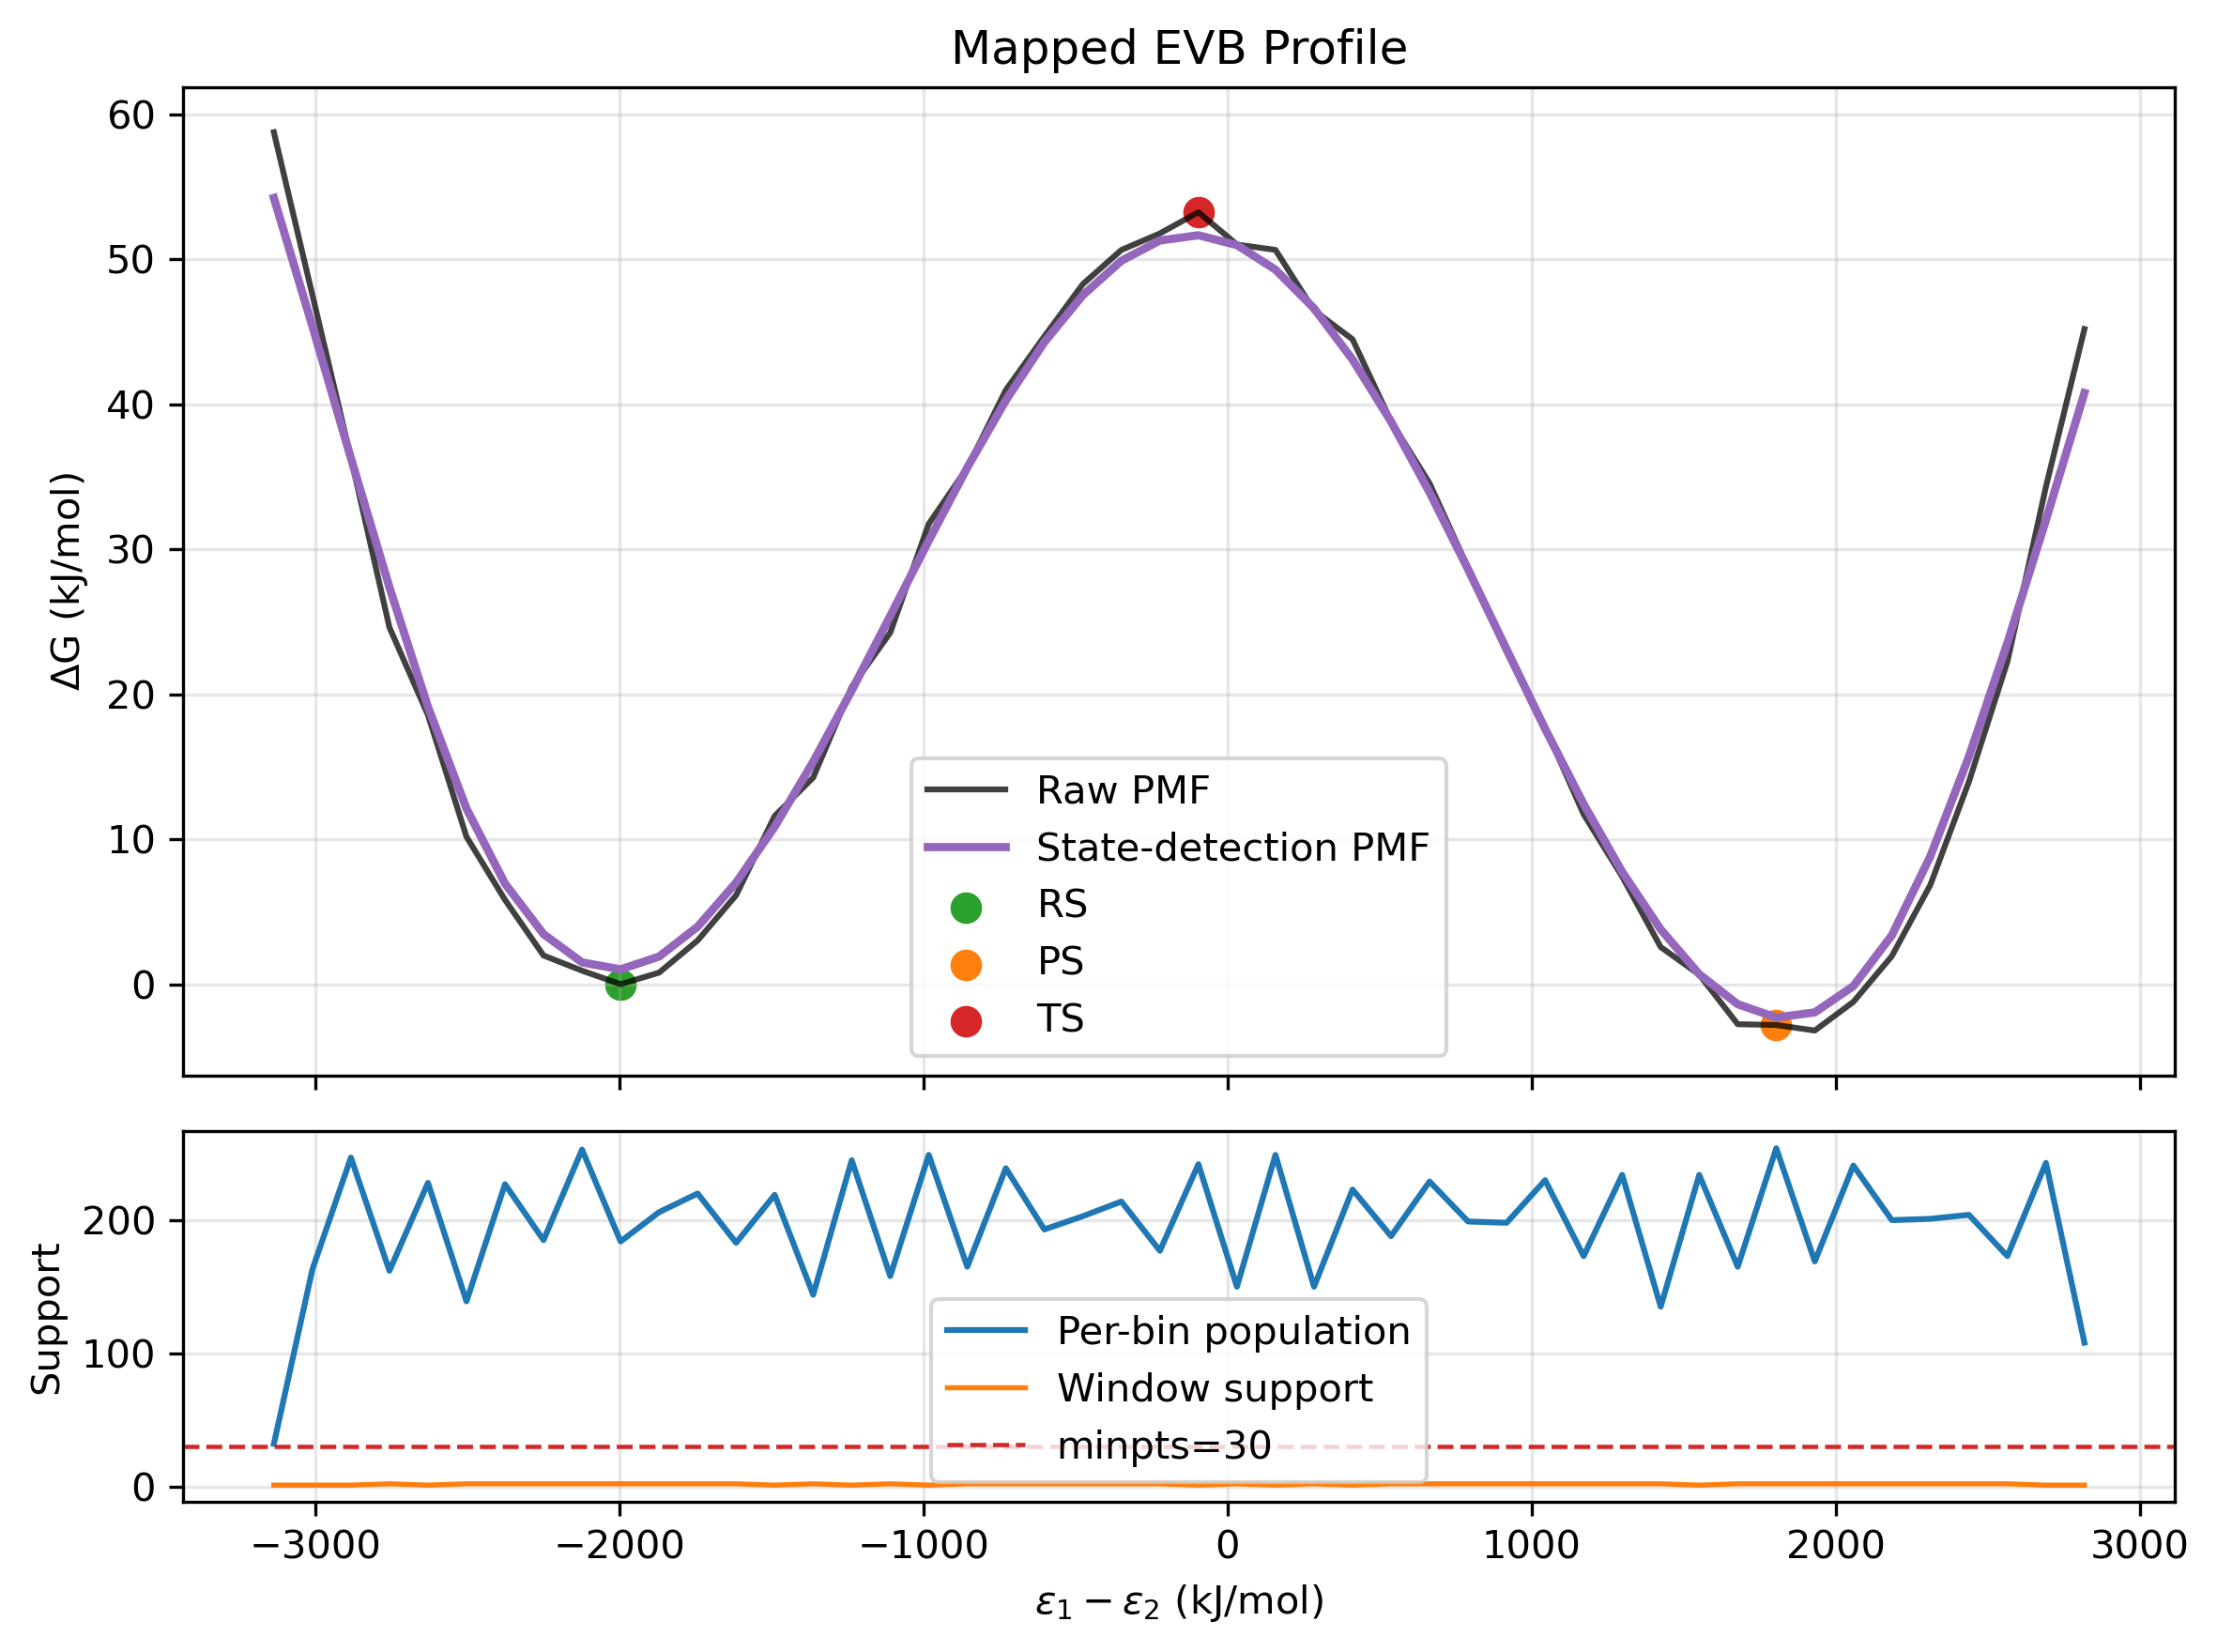 Mapped EVB Profile
60
50
40
30
20
10
0
ΔG (kJ/mol)
Raw PMF
State-detection PMF
RS
PS
TS
200
100
0
Support
Per-bin population
Window support
minpts=30
−3000
−2000
−1000
0
1000
2000
3000
ε₁ − ε₂ (kJ/mol)